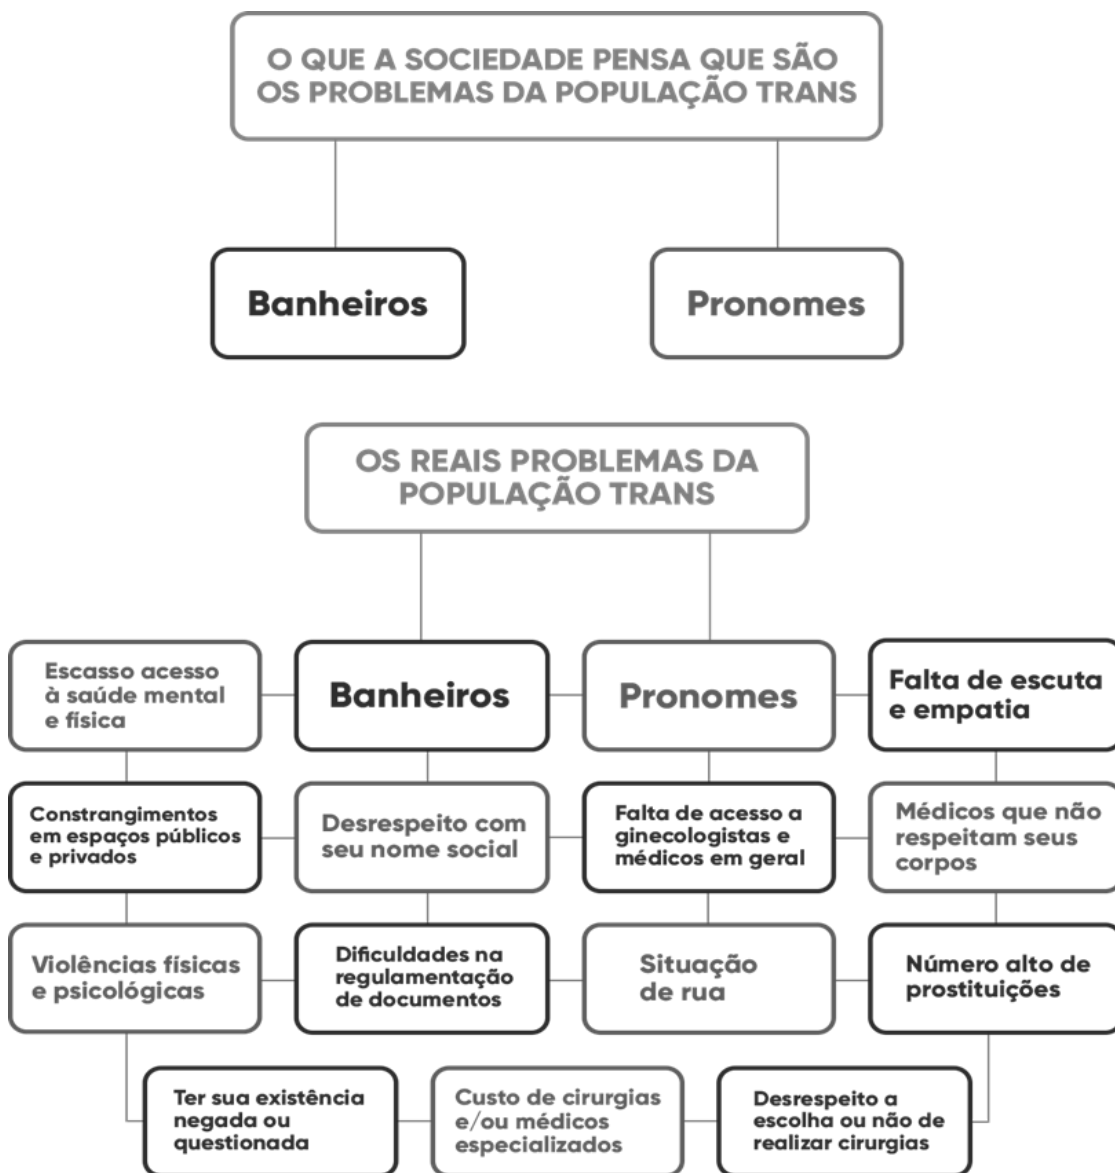 O QUE A SOCIEDADE PENSA QUE SÃO
OS PROBLEMAS DA POPULAÇÃO TRANS
Banheiros
Pronomes
OS REAIS PROBLEMAS DA
POPULAÇÃO TRANS
Escasso acesso
à saúde mental
e física
Banheiros
Pronomes
Falta de escuta
e empatia
Constrangimentos
em espaços públicos
e privados
Desrespeito com
seu nome social
Falta de acesso a
ginecologistas e
médicos em geral
Médicos que não
respeitam seus
corpos
Violências físicas
e psicológicas
Dificuldades na
regulamentação
de documentos
Situação
de rua
Número alto de
prostituições
Ter sua existência
negada ou
questionada
Custo de cirurgias
e/ou médicos
especializados
Desrespeito a
escolha ou não de
realizar cirurgias